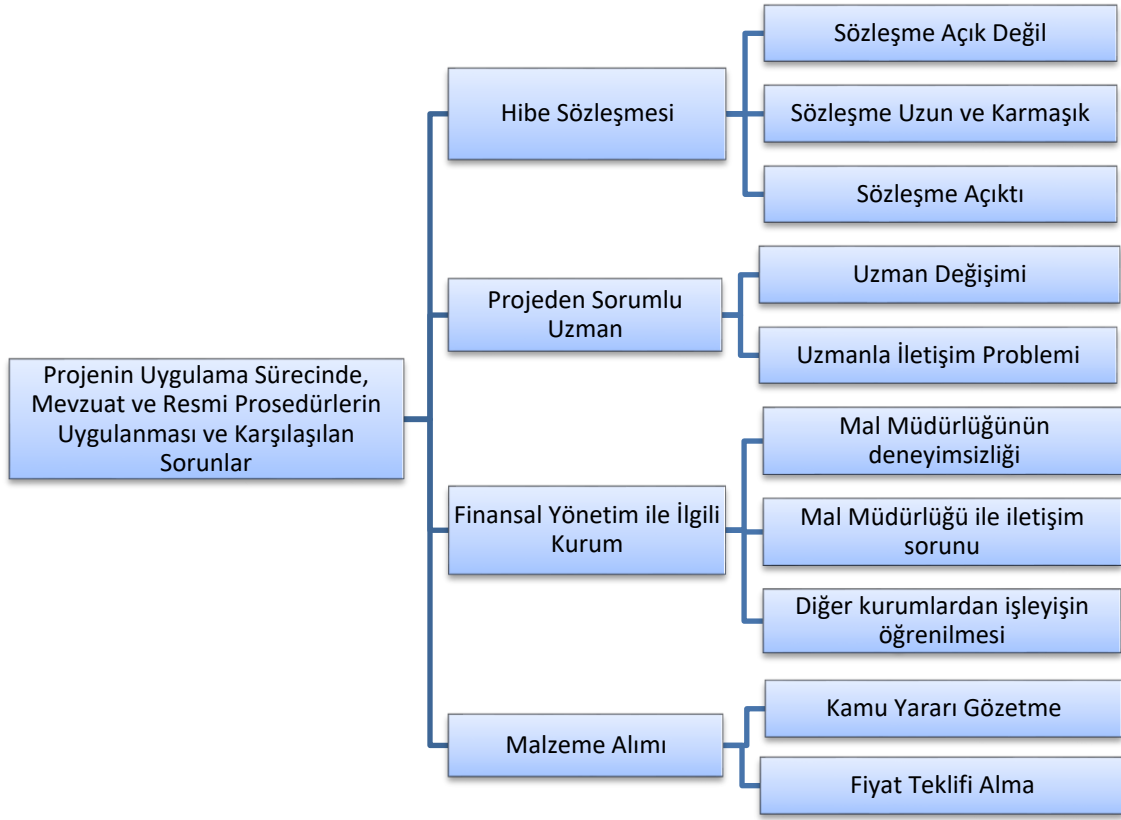 Projenin Uygulama Sürecinde,
Mevzuat ve Resmi Prosedürlerin
Uygulanması ve Karşılaşılan
Sorunlar
Hibe Sözleşmesi
Sözleşme Açık Değil
Sözleşme Uzun ve Karmaşık
Sözleşme Açıktı
Projeden Sorumlu
Uzman
Uzman Değişimi
Uzmanla İletişim Problemi
Finansal Yönetim ile İlgili
Kurum
Mal Müdürlüğünün
deneyimsizliği
Mal Müdürlüğü ile iletişim
sorunu
Diğer kurumlardan işleyişin
öğrenilmesi
Malzeme Alımı
Kamu Yararı Gözetme
Fiyat Teklifi Alma